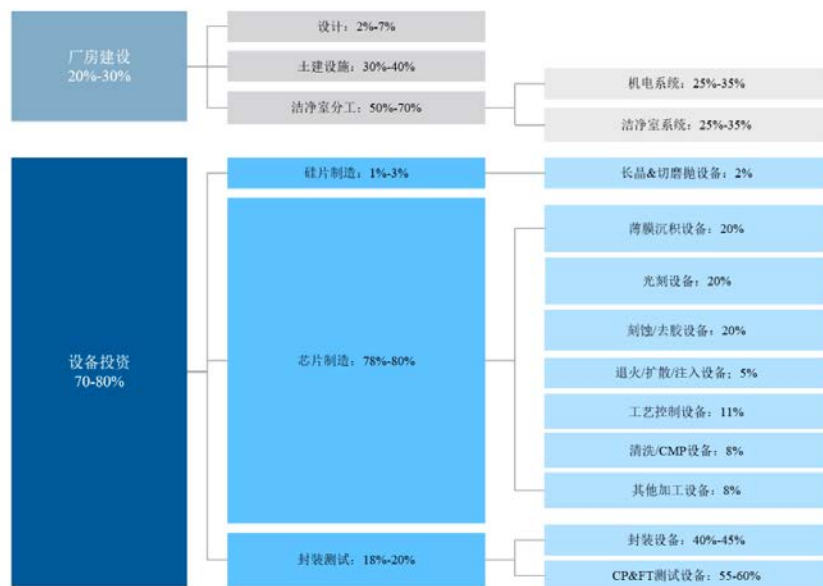 厂房建设
20%-30%
设计：2%-7%
土建设施：30%-40%
洁净室分工：50%-70%
机电系统：25%-35%
洁净室系统：25%-35%
设备投资
70-80%
硅片制造：1%-3%
长晶&切磨抛设备：2%
芯片制造：78%-80%
薄膜沉积设备：20%
光刻设备：20%
刻蚀/去胶设备：20%
退火/扩散/注入设备；5%
工艺控制设备：11%
清洗/CMP设备：8%
其他加工设备：8%
封装测试：18%-20%
封装设备：40%-45%
CP&FT测试设备：55-60%